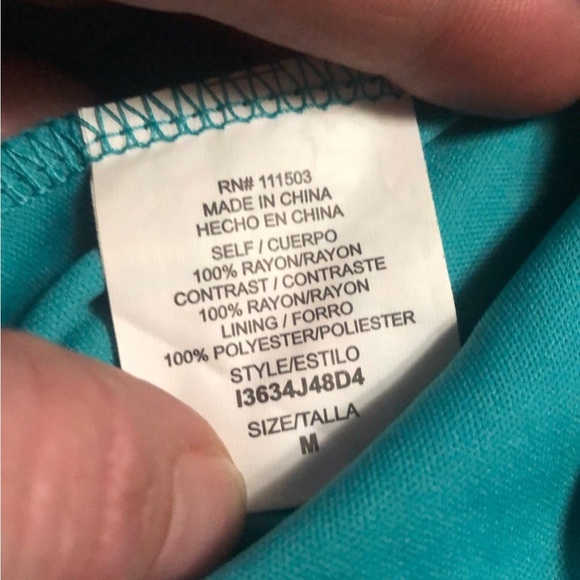 RN# 111503
MADE IN CHINA
HECHO EN CHINA
SELF / CUERPO
100% RAYON/RAYON
CONTRAST / CONTRASTE
100% RAYON/RAYON
LINING / FORRO
100% POLYESTER/POLIESTER
STYLE/ESTILO
I3634J48D4
SIZE/TALLA
M